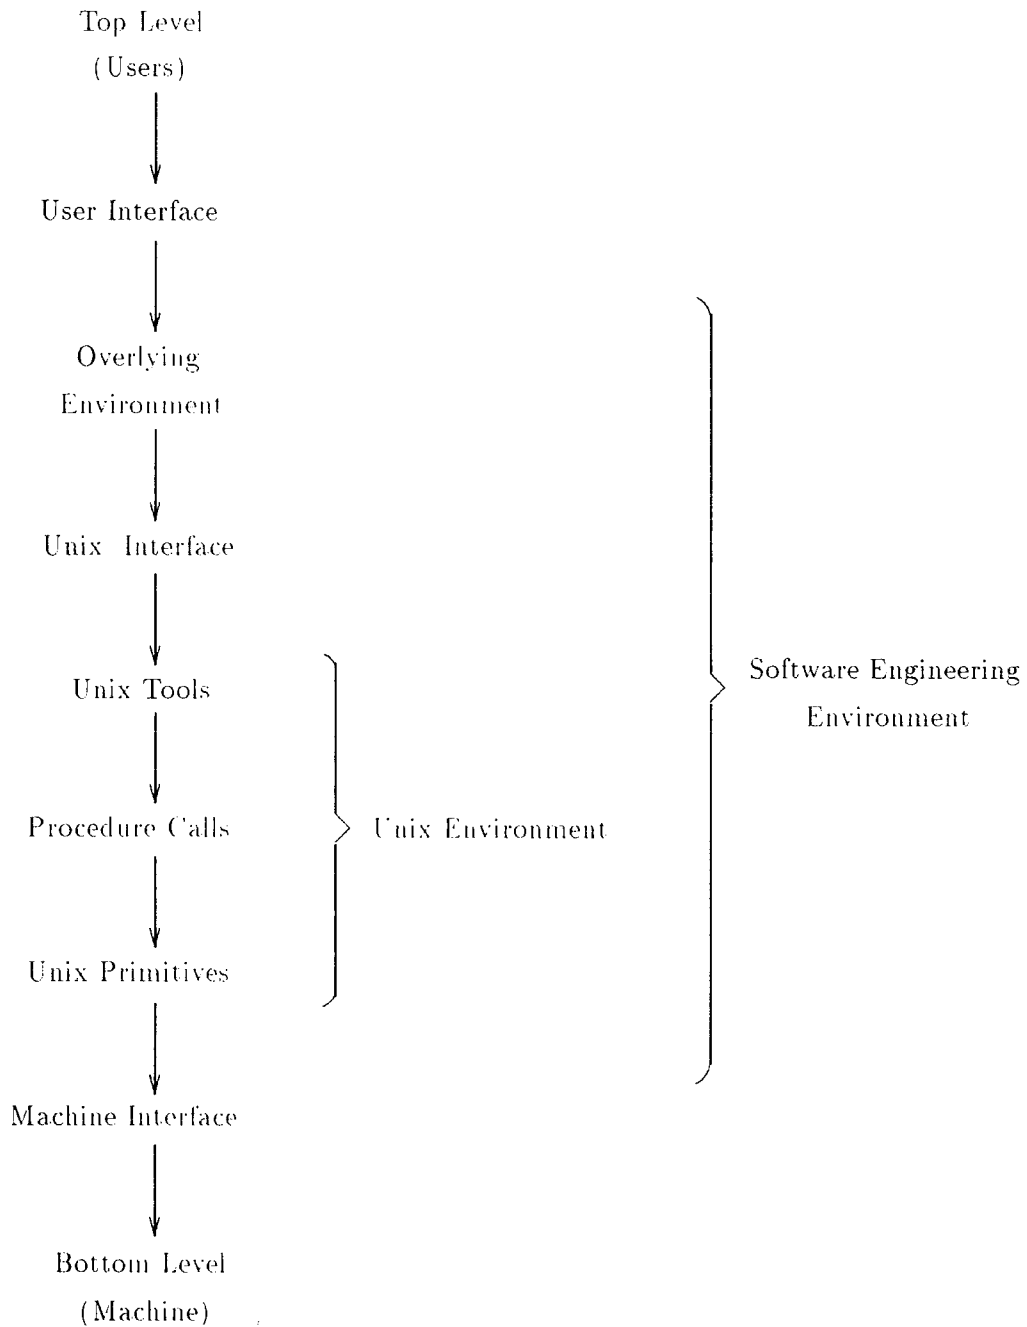 Top Level
(Users)
User Interface
Overlying
Environment
Unix Interface
Unix Tools
Procedure Calls
Unix Primitives
Machine Interface
Bottom Level
(Machine)
Unix Environment
Software Engineering
Environment